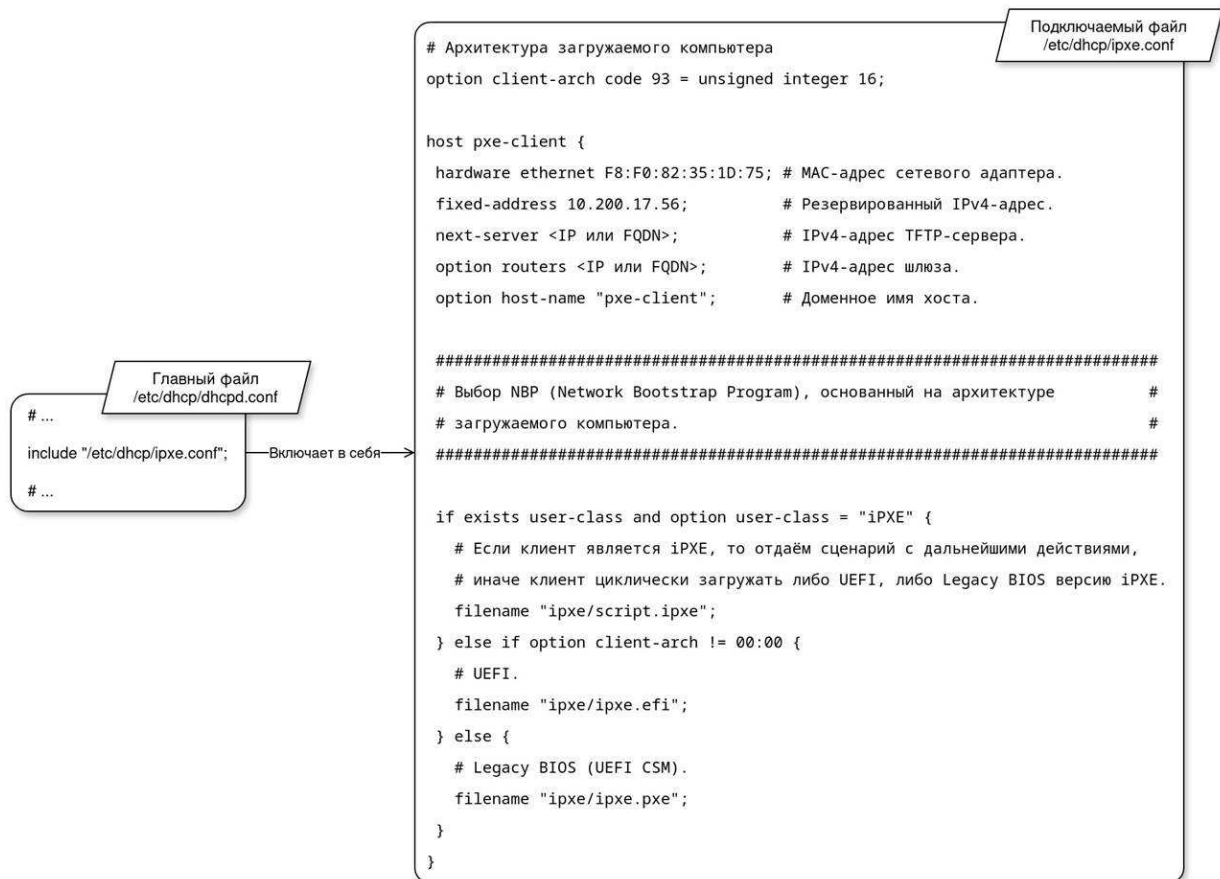 Главный файл
/etc/dhcp/dhcpd.conf
# ...
include "/etc/dhcp/ipxe.conf";
# ...
Включает в себя
Подключаемый файл
/etc/dhcp/ipxe.conf
# Архитектура загружаемого компьютера
option client-arch code 93 = unsigned integer 16;
host pxe-client {
hardware ethernet F8:F0:82:35:1D:75; # MAC-адрес сетевого адаптера.
fixed-address 10.200.17.56; # Резервированный IPv4-адрес.
next-server <IP или FQDN>; # IPv4-адрес TFTP-сервера.
option routers <IP или FQDN>; # IPv4-адрес шлюза.
option host-name "pxe-client"; # Доменное имя хоста.
#############################################################################
# Выбор NBP (Network Bootstrap Program), основанный на архитектуре #
# загружаемого компьютера. #
#############################################################################
if exists user-class and option user-class = "iPXE" {
# Если клиент является iPXE, то отдаём сценарий с дальнейшими действиями,
# иначе клиент циклически загружать либо UEFI, либо Legacy BIOS версию iPXE.
filename "ipxe/script.ipxe";
} else if option client-arch != 00:00 {
# UEFI.
filename "ipxe/ipxe.efi";
} else {
# Legacy BIOS (UEFI CSM).
filename "ipxe/ipxe.pxe";
}
}